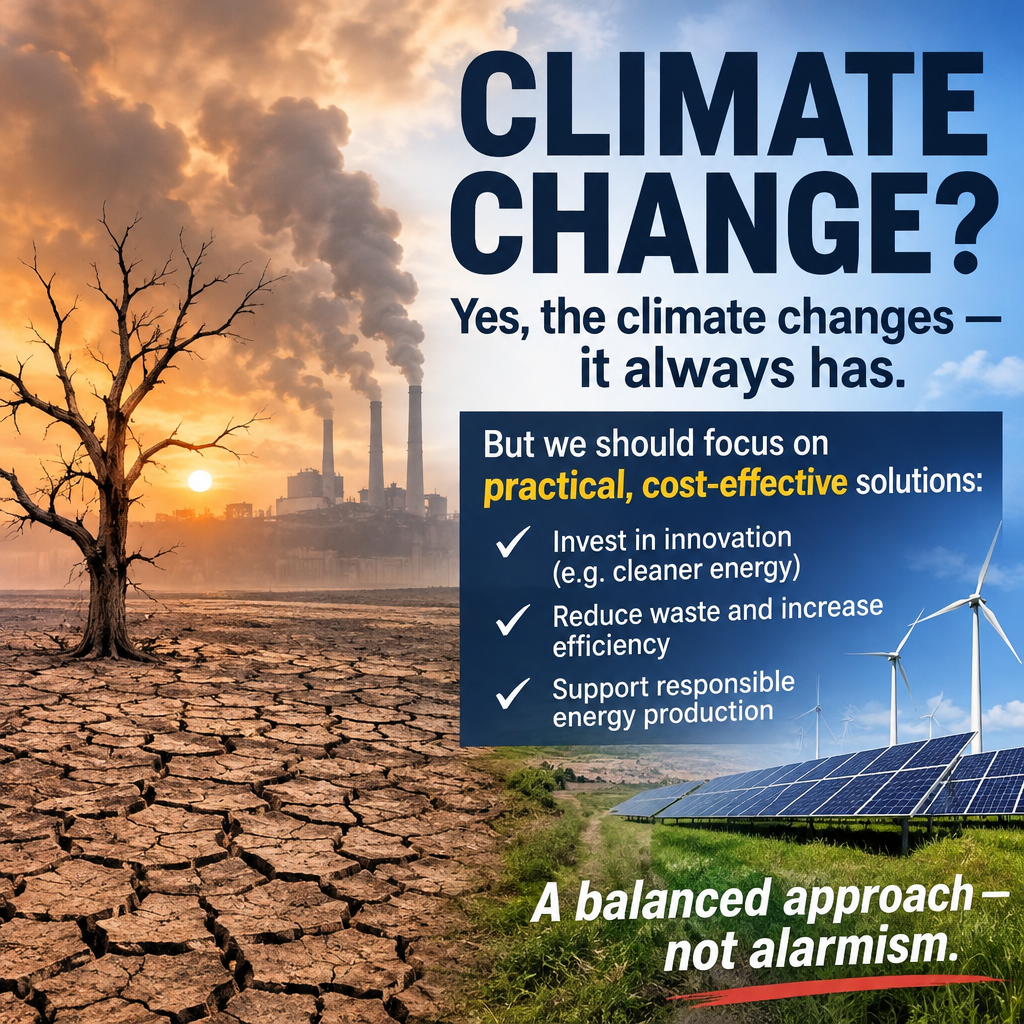 CLIMATE
CHANGE?
Yes, the climate changes —
it always has.
But we should focus on
practical, cost-effective solutions:
✓ Invest in innovation
(e.g. cleaner energy)
✓ Reduce waste and increase
efficiency
✓ Support responsible
energy production
A balanced approach —
not alarmism.